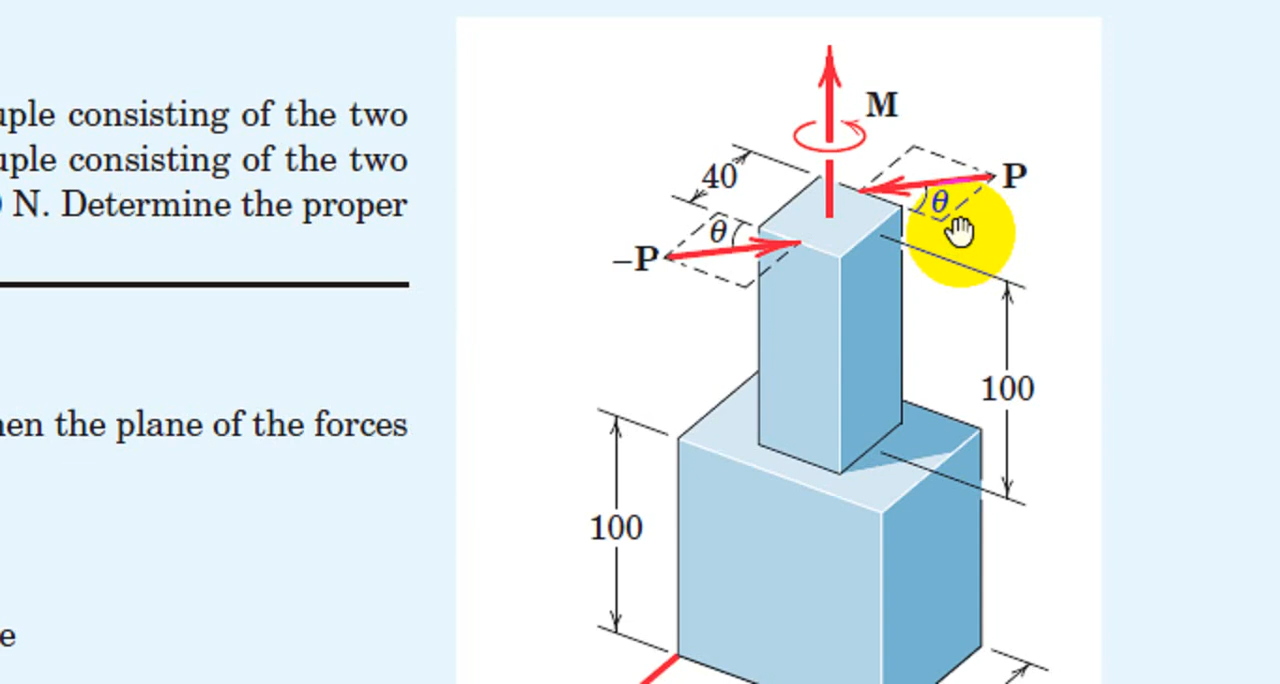 uple consisting of the two
uple consisting of the two
N. Determine the proper
hen the plane of the forces
e
M
40
P
θ
θ
–P
100
100